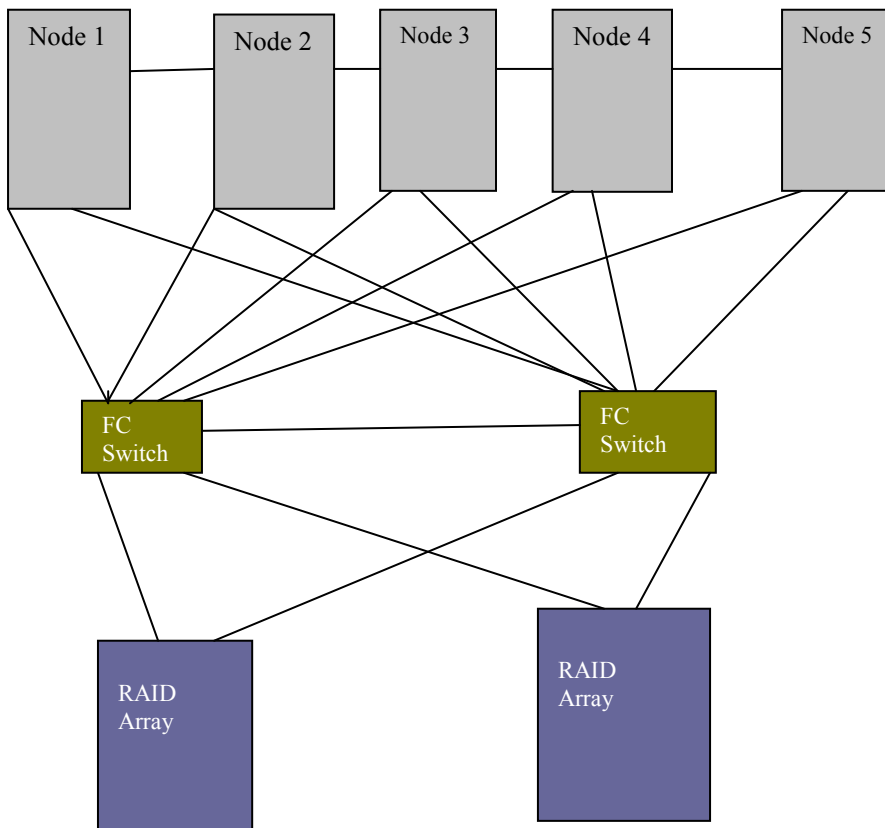 Node 1
Node 2
Node 3
Node 4
Node 5
FC
Switch
FC
Switch
RAID
Array
RAID
Array